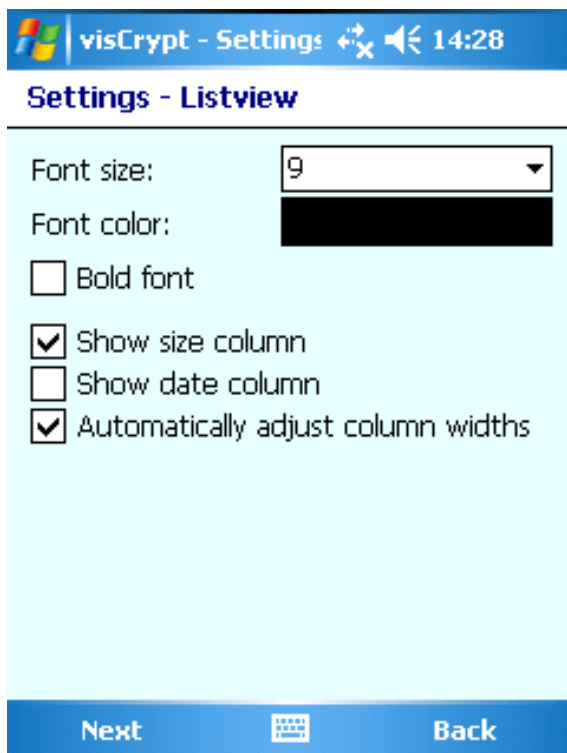 visCrypt - Settings 14:28
Settings - Listview
Font size: 9
Font color:
Bold font
Show size column
Show date column
Automatically adjust column widths
Next Back